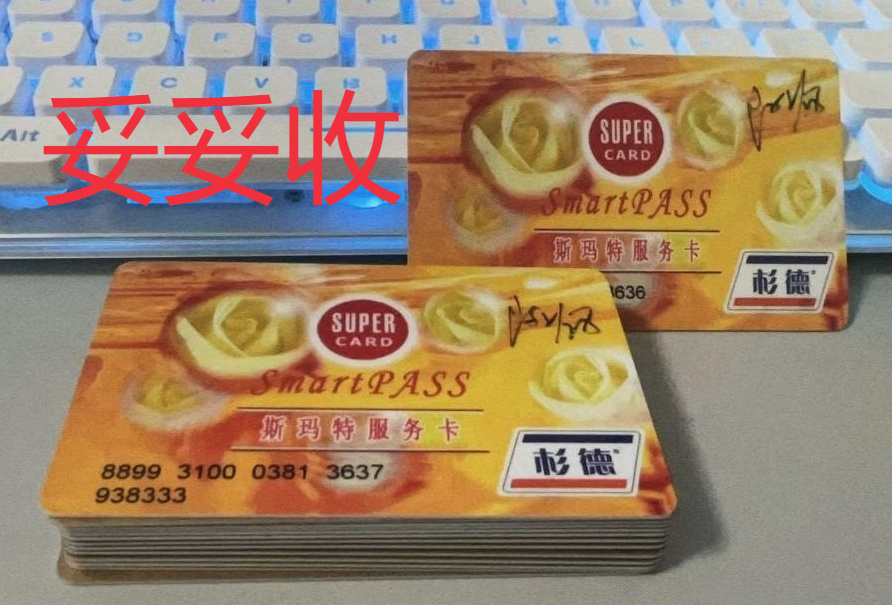 妥妥收
Alt
X C V B
SUPER
CARD
SmartPASS
斯玛特服务卡
3636
杉德
SUPER
CARD
SmartPASS
斯玛特服务卡
8899 3100 0381 3637
938333
杉德